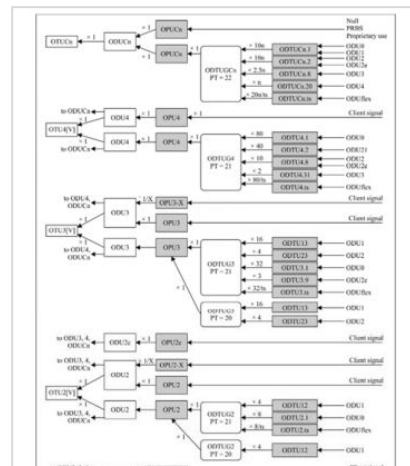 Null
OPUCn
PRBS
Proprietary use
OTUCn
ODUCn
× 1
OPUCn
ODTUGCn
PT = 22
× 10n
ODTUCn.1
ODU0
ODU1
× 10n
ODTUCn.2
ODU2
ODU2e
× 2.5n
ODTUCn.8
ODU3
× n
ODTUCn.20
ODU4
× 20n/ts
ODTUCn.ts
ODUflex
to ODUCn
ODU4
× 1
OPU4
Client signal
OTU4[V]
ODU4
× 1
OPU4
× 1
ODTUG4
PT = 21
to ODUCn
× 80
ODTU4.1
ODU0
× 40
ODTU4.2
× 10
ODTU4.8
ODU2
ODU2e
× 2
ODTU4.31
ODU3
× 80/ts
ODTU4.ts
ODUflex
to ODU4,
ODUCn
× 1/X
OPU3-X
Client signal
ODU3
OPU3
Client signal
OTU3[V]
ODU3
× 1
OPU3
× 1
ODTUG3
PT = 21
to ODU4,
ODUCn
× 16
ODTU13
ODU1
× 4
ODTU23
ODU2
× 32
ODTU3.1
ODU0
× 3
ODTU3.9
ODU2e
× 32/ts
ODTU3.ts
ODUflex
ODTUG3
PT = 20
× 16
ODTU13
ODU1
× 4
ODTU23
ODU2
to ODU3, 4,
ODUCn
ODU2e
× 1
OPU2e
Client signal
to ODU3, 4,
ODUCn
× 1/X
OPU2-X
Client signal
ODU2
× 1
OPU2
Client signal
OTU2[V]
ODU2
× 1
OPU2
× 1
ODTUG2
PT = 21
to ODU3, 4,
ODUCn
× 4
ODTU12
ODU1
× 8
ODTU2.1
ODU0
× 8/ts
ODTU2.ts
ODUflex
× 1
ODTUG2
PT = 20
× 4
ODTU12
ODU1